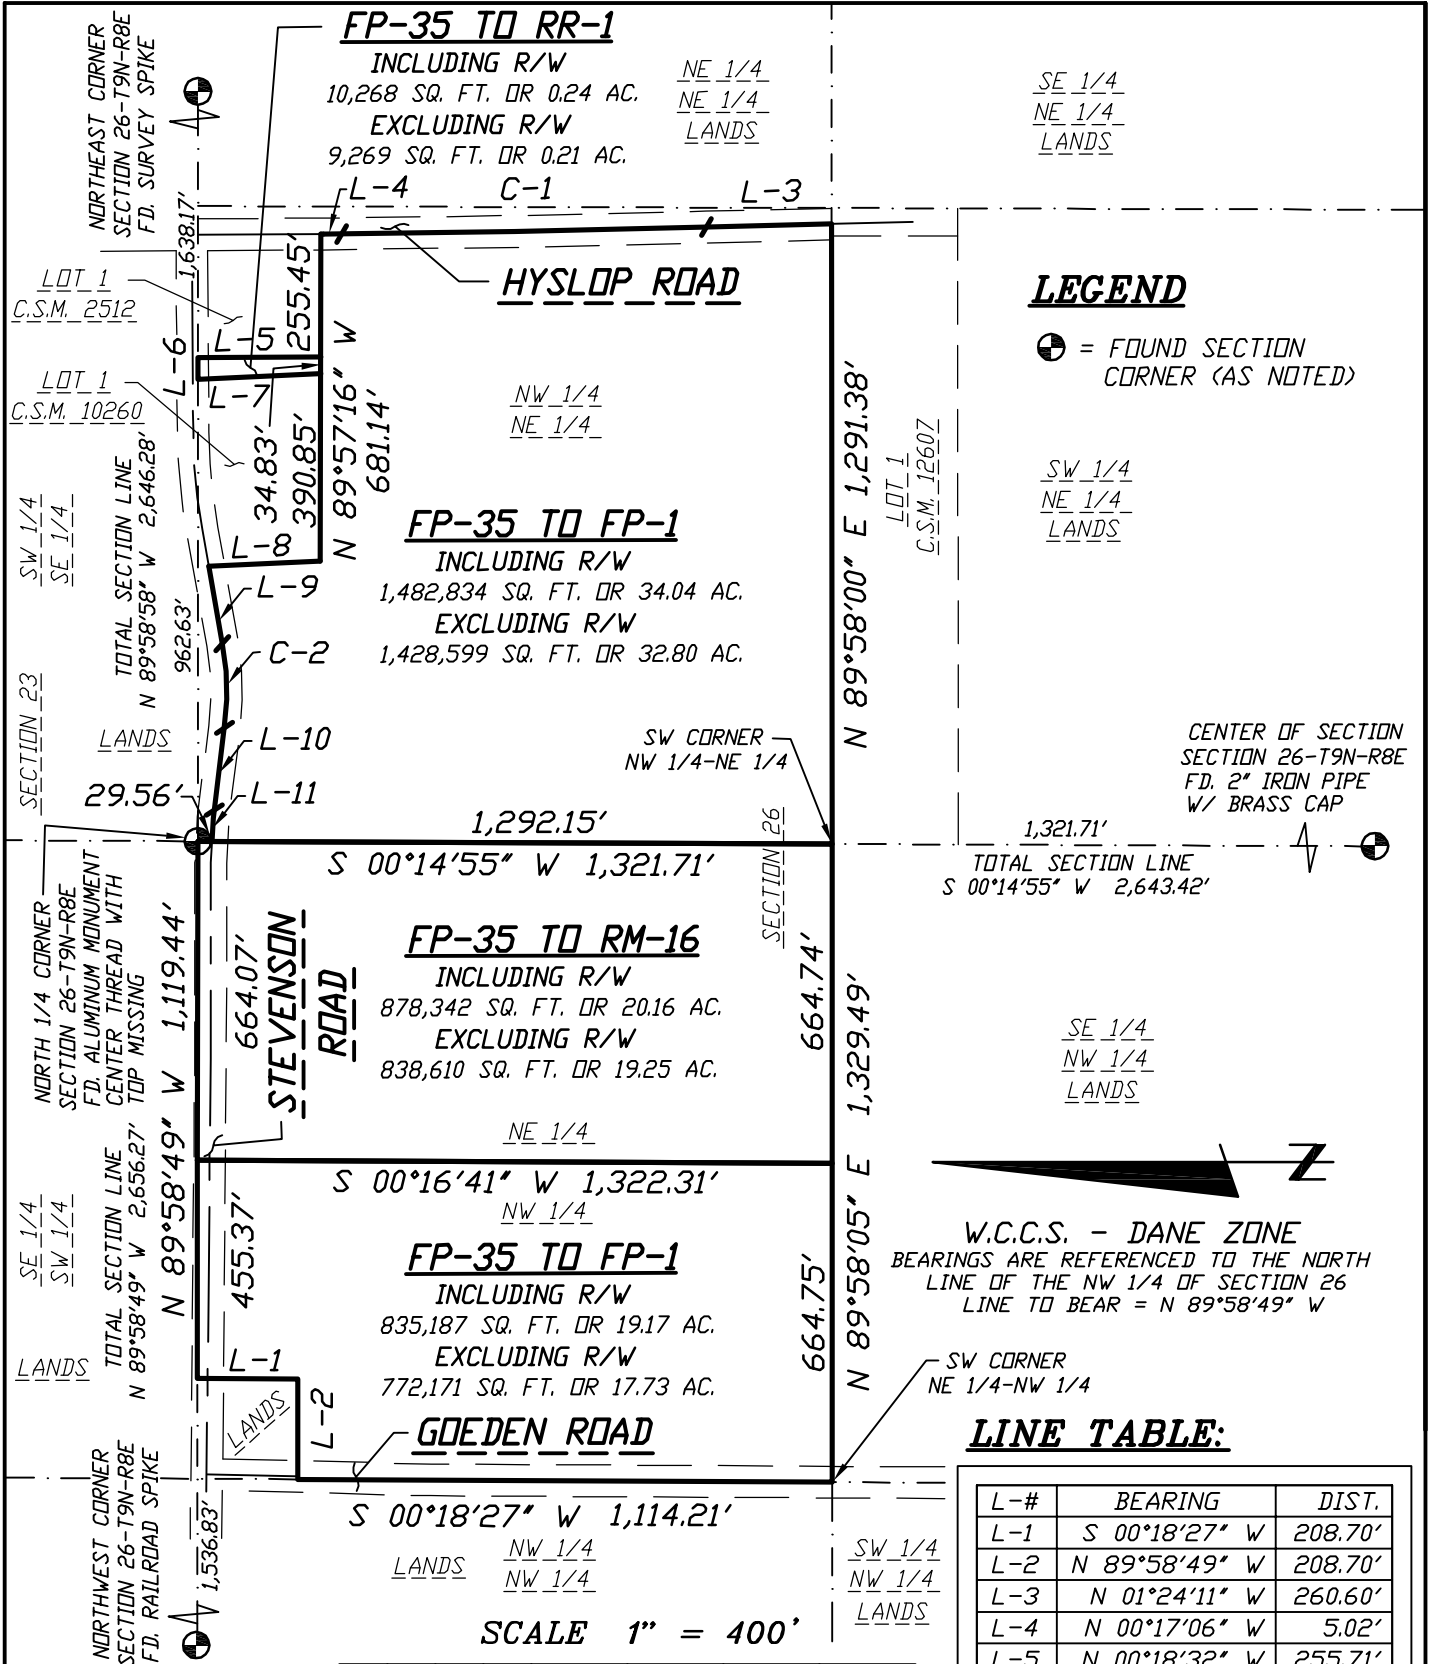 FP-35 TO RR-1
INCLUDING R/W
10,268 SQ. FT. OR 0.24 AC.
EXCLUDING R/W
9,269 SQ. FT. OR 0.21 AC.
NE 1/4
NE 1/4
LANDS
SE 1/4
NE 1/4
LANDS
NORTHEAST CORNER
SECTION 26-T9N-R8E
FD. SURVEY SPIKE
1,638.17'
L-4
C-1
L-3
HYSLOP ROAD
LOT 1
C.S.M. 2512
L-6
L-5
255.45'
LOT 1
C.S.M. 10260
L-7
34.83'
390.85'
N 89°57'16" W
681.14'
NW 1/4
NE 1/4
N 89°58'00" E 1,291.38'
LOT 1
C.S.M. 12607
LEGEND
= FOUND SECTION
CORNER (AS NOTED)
SW 1/4
NE 1/4
LANDS
SW 1/4
SE 1/4
TOTAL SECTION LINE
N 89°58'58" W 2,646.28'
962.63'
L-8
L-9
C-2
L-10
L-11
29.56'
FP-35 TO FP-1
INCLUDING R/W
1,482,834 SQ. FT. OR 34.04 AC.
EXCLUDING R/W
1,428,599 SQ. FT. OR 32.80 AC.
SECTION 23
LANDS
SW CORNER
NW 1/4-NE 1/4
CENTER OF SECTION
SECTION 26-T9N-R8E
FD. 2" IRON PIPE
W/ BRASS CAP
1,292.15'
S 00°14'55" W 1,321.71'
SECTION 26
1,321.71'
TOTAL SECTION LINE
S 00°14'55" W 2,643.42'
NORTH 1/4 CORNER
SECTION 26-T9N-R8E
FD. ALUMINUM MONUMENT
CENTER THREAD WITH
TOP MISSING
N 89°58'49" W 1,119.44'
664.07'
STEVENSON
ROAD
FP-35 TO RM-16
INCLUDING R/W
878,342 SQ. FT. OR 20.16 AC.
EXCLUDING R/W
838,610 SQ. FT. OR 19.25 AC.
664.74'
N 89°58'05" E 1,329.49'
SE 1/4
NW 1/4
LANDS
NE 1/4
S 00°16'41" W 1,322.31'
NW 1/4
Z
W.C.C.S. - DANE ZONE
BEARINGS ARE REFERENCED TO THE NORTH
LINE OF THE NW 1/4 OF SECTION 26
LINE TO BEAR = N 89°58'49" W
SE 1/4
SW 1/4
TOTAL SECTION LINE
N 89°58'49" W 2,656.27'
455.37'
FP-35 TO FP-1
INCLUDING R/W
835,187 SQ. FT. OR 19.17 AC.
EXCLUDING R/W
772,171 SQ. FT. OR 17.73 AC.
664.75'
LANDS
L-1
L-2
LANDS
GOEDEN ROAD
SW CORNER
NE 1/4-NW 1/4
S 00°18'27" W 1,114.21'
NORTHWEST CORNER
SECTION 26-T9N-R8E
FD. RAILROAD SPIKE
1,536.83'
LANDS
NW 1/4
NW 1/4
SW 1/4
NW 1/4
LANDS
SCALE 1" = 400'
LINE TABLE:
L-# BEARING DIST.
L-1 S 00°18'27" W 208.70'
L-2 N 89°58'49" W 208.70'
L-3 N 01°24'11" W 260.60'
L-4 N 00°17'06" W 5.02'
L-5 N 00°18'32" W 255.71'